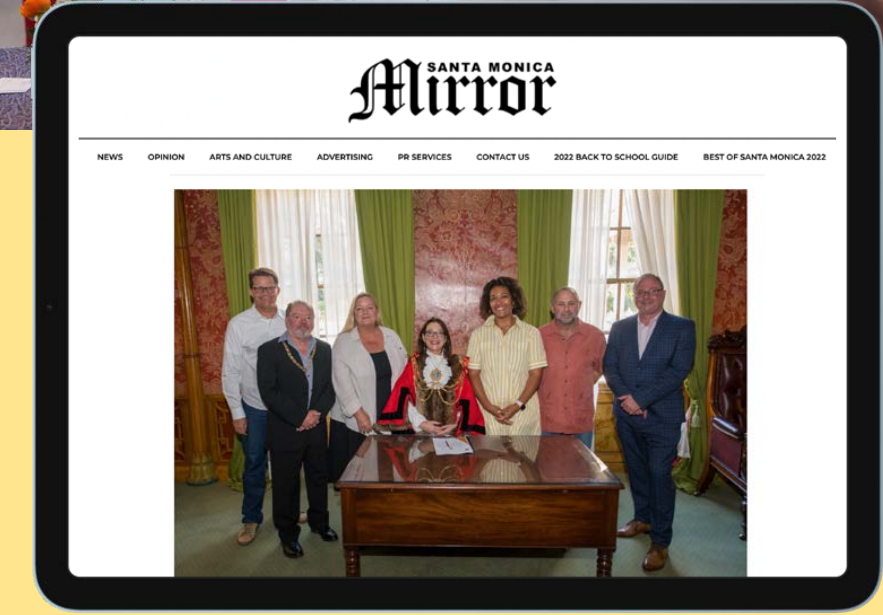 SANTA MONICA
Mirror
NEWS OPINION ARTS AND CULTURE ADVERTISING PR SERVICES CONTACT US 2022 BACK TO SCHOOL GUIDE BEST OF SANTA MONICA 2022